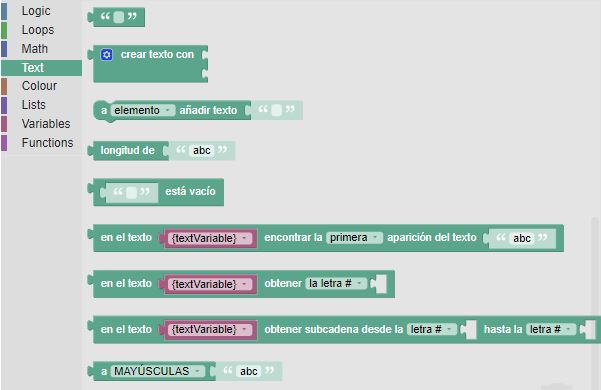 Logic
Loops
Math
Text
Colour
Lists
Variables
Functions
“ ”
crear texto con
a elemento añadir texto “ ”
longitud de “ abc ”
“ ” está vacío
en el texto {textVariable} encontrar la primera aparición del texto “ abc ”
en el texto {textVariable} obtener la letra #
en el texto {textVariable} obtener subcadena desde la letra # hasta la letra #
a MAYÚSCULAS “ abc ”